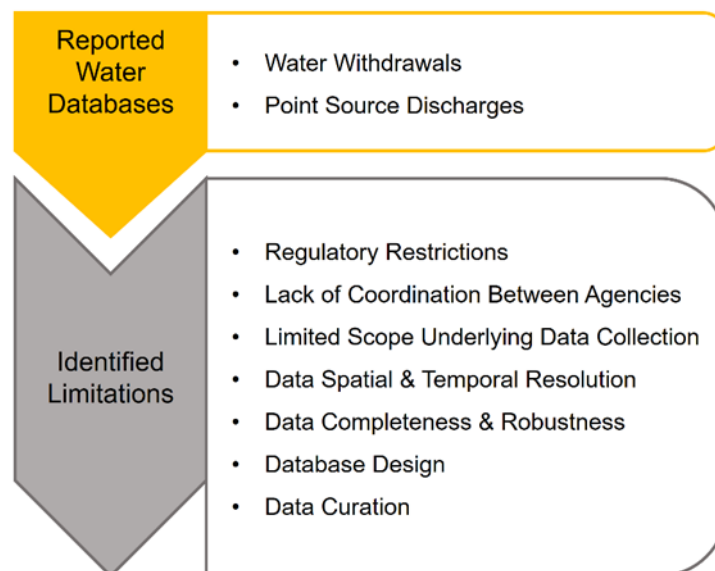 Reported
Water
Databases
• Water Withdrawals
• Point Source Discharges
Identified
Limitations
• Regulatory Restrictions
• Lack of Coordination Between Agencies
• Limited Scope Underlying Data Collection
• Data Spatial & Temporal Resolution
• Data Completeness & Robustness
• Database Design
• Data Curation